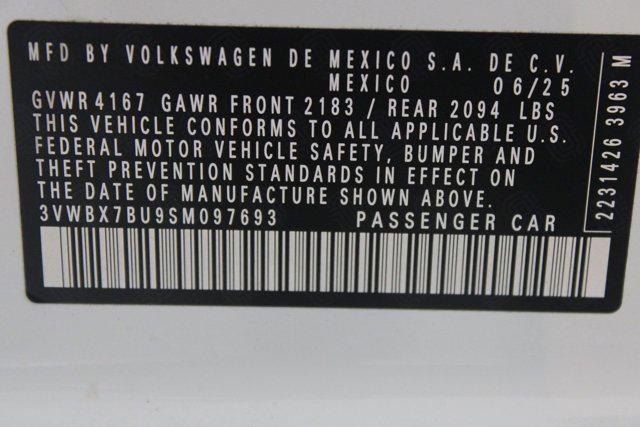 MFD BY VOLKSWAGEN DE MEXICO S.A. DE C.V.
MEXICO 06/25
GVWR 4167 GAWR FRONT 2183 / REAR 2094 LBS
THIS VEHICLE CONFORMS TO ALL APPLICABLE U.S.
FEDERAL MOTOR VEHICLE SAFETY, BUMPER AND
THEFT PREVENTION STANDARDS IN EFFECT ON
THE DATE OF MANUFACTURE SHOWN ABOVE.
3VWBX7BU9SM097693 PASSENGER CAR
2231426 3963 M